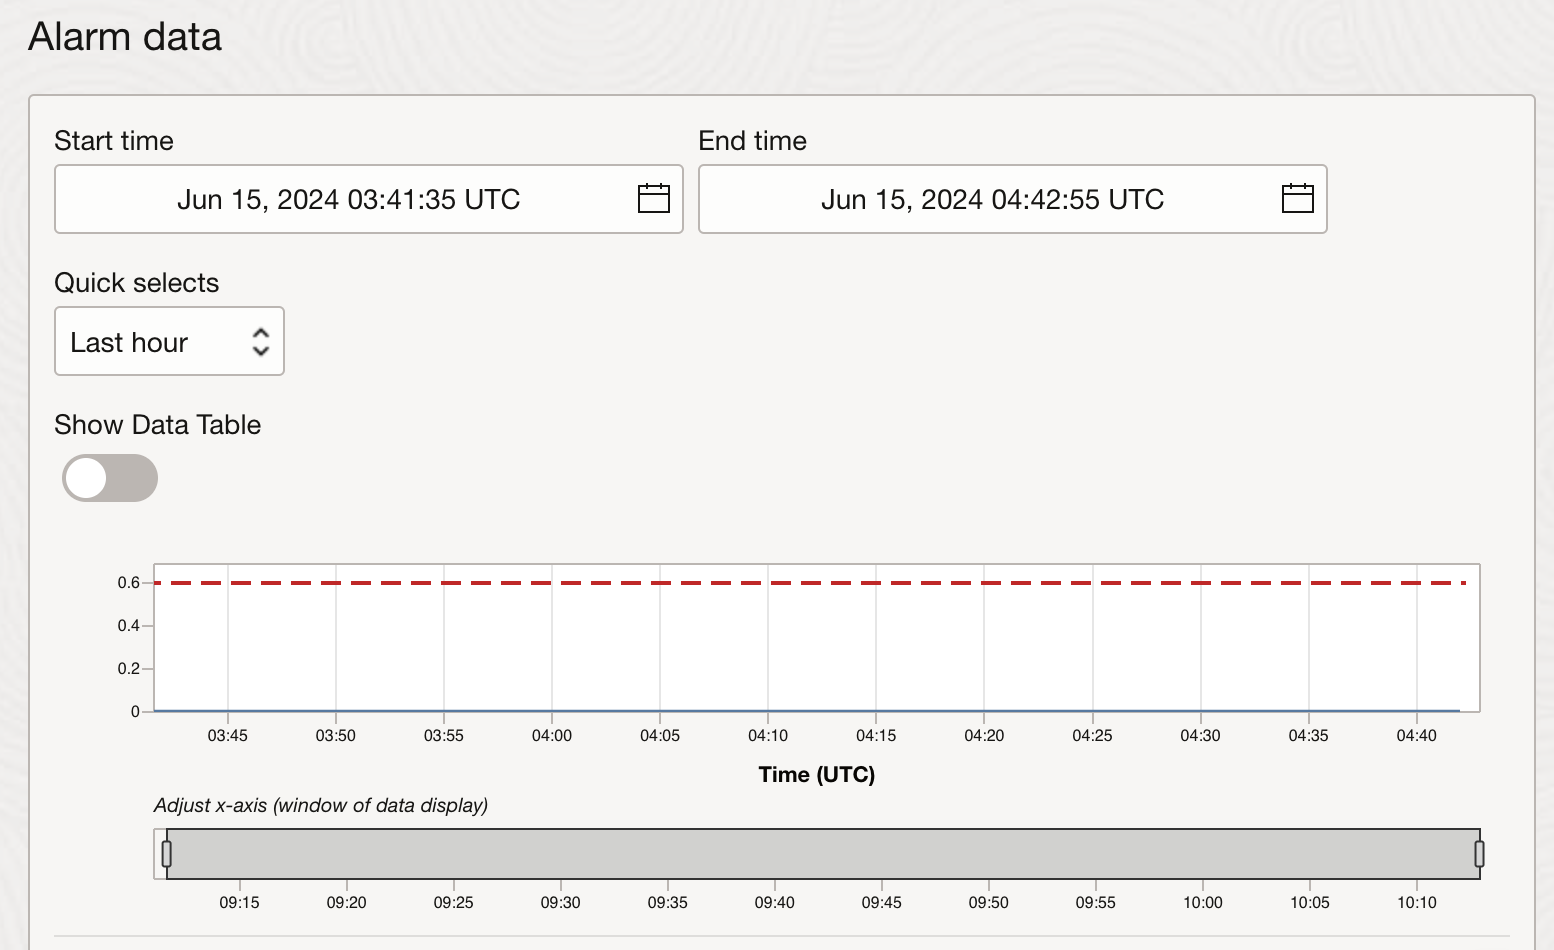 Alarm data
Start time
End time
Jun 15, 2024 03:41:35 UTC
Jun 15, 2024 04:42:55 UTC
Quick selects
Last hour
Show Data Table
0.6
0.4
0.2
0
03:45 03:50 03:55 04:00 04:05 04:10 04:15 04:20 04:25 04:30 04:35 04:40
Time (UTC)
Adjust x-axis (window of data display)
09:15 09:20 09:25 09:30 09:35 09:40 09:45 09:50 09:55 10:00 10:05 10:10